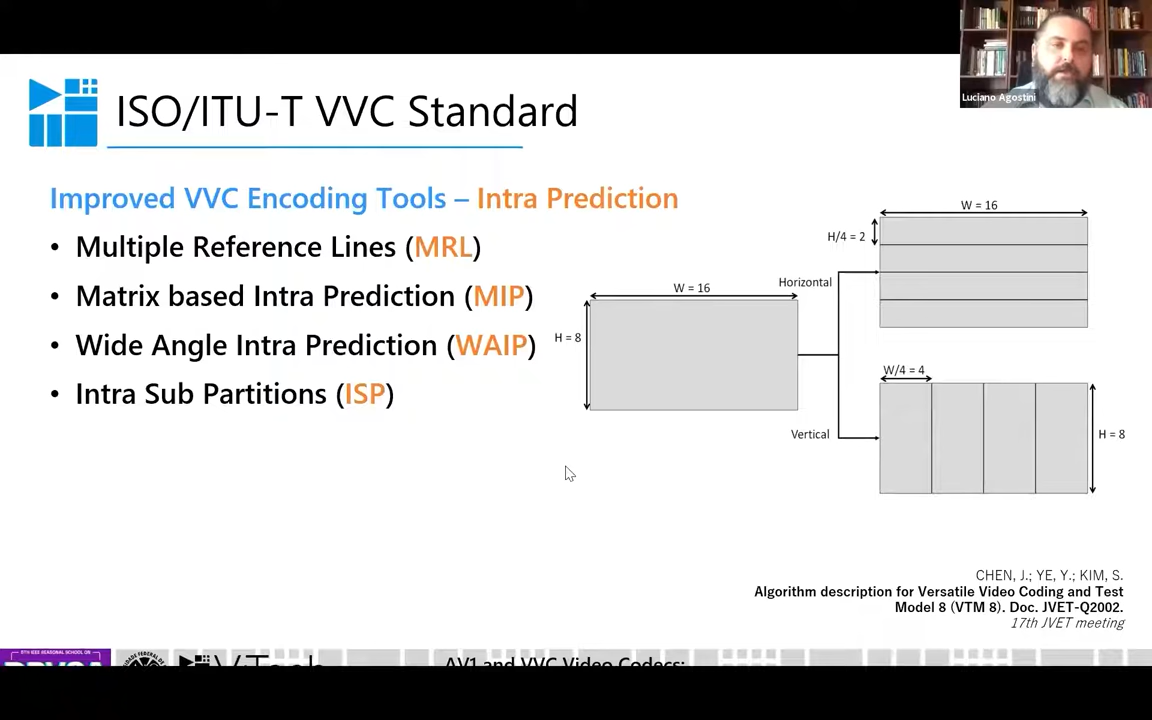 Luciano Agostini
ISO/ITU-T VVC Standard
Improved VVC Encoding Tools – Intra Prediction
• Multiple Reference Lines (MRL)
• Matrix based Intra Prediction (MIP)
• Wide Angle Intra Prediction (WAIP)
• Intra Sub Partitions (ISP)
W = 16
H = 8
Horizontal
Vertical
W = 16
H/4 = 2
W/4 = 4
H = 8
CHEN, J.; YE, Y.; KIM, S.
Algorithm description for Versatile Video Coding and Test
Model 8 (VTM 8). Doc. JVET-Q2002.
17th JVET meeting
AV1 and VVC Video Codecs: